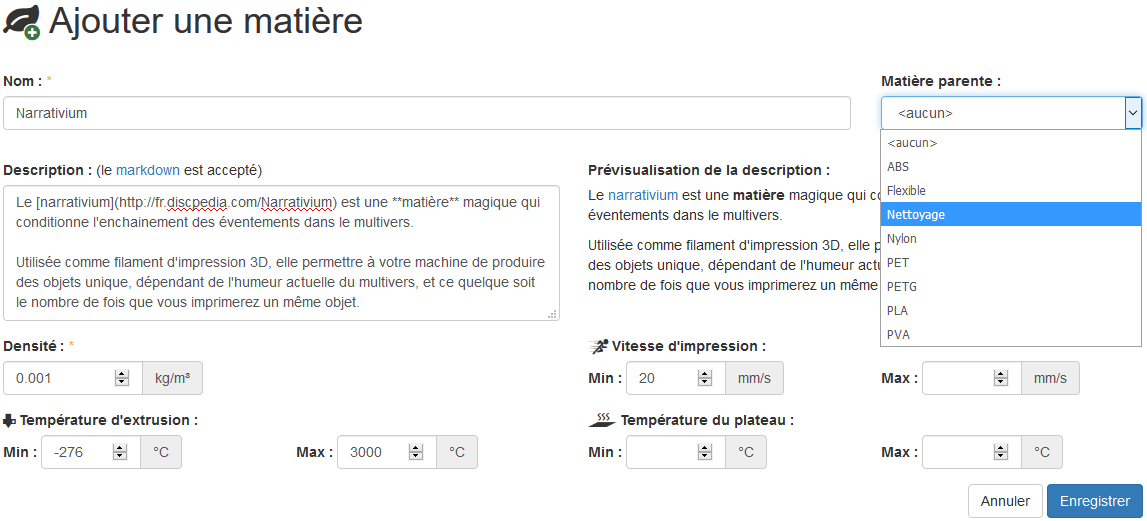 Ajouter une matière
Nom : *
Narrativium
Matière parente :
<aucun>
<aucun>
ABS
Flexible
Nettoyage
Nylon
PET
PETG
PLA
PVA
Description : (le markdown est accepté)
Le [narrativium](http://fr.discpedia.com/Narrativium) est une **matière** magique qui
conditionne l'enchainement des éventements dans le multivers.
Utilisée comme filament d'impression 3D, elle permettre à votre machine de produire
des objets unique, dépendant de l'humeur actuelle du multivers, et ce quelque soit
le nombre de fois que vous imprimerez un même objet.
Prévisualisation de la description :
Le narrativium est une matière magique qui
éventements dans le multivers.
Utilisée comme filament d'impression 3D, elle
des objets unique, dépendant de l'humeur
nombre de fois que vous imprimerez un même
Densité : *
0.001 kg/m³
Vitesse d'impression :
Min : 20 mm/s
Max : mm/s
Température d'extrusion :
Min : -276 °C
Max : 3000 °C
Température du plateau :
Min : °C
Max : °C
Annuler
Enregistrer